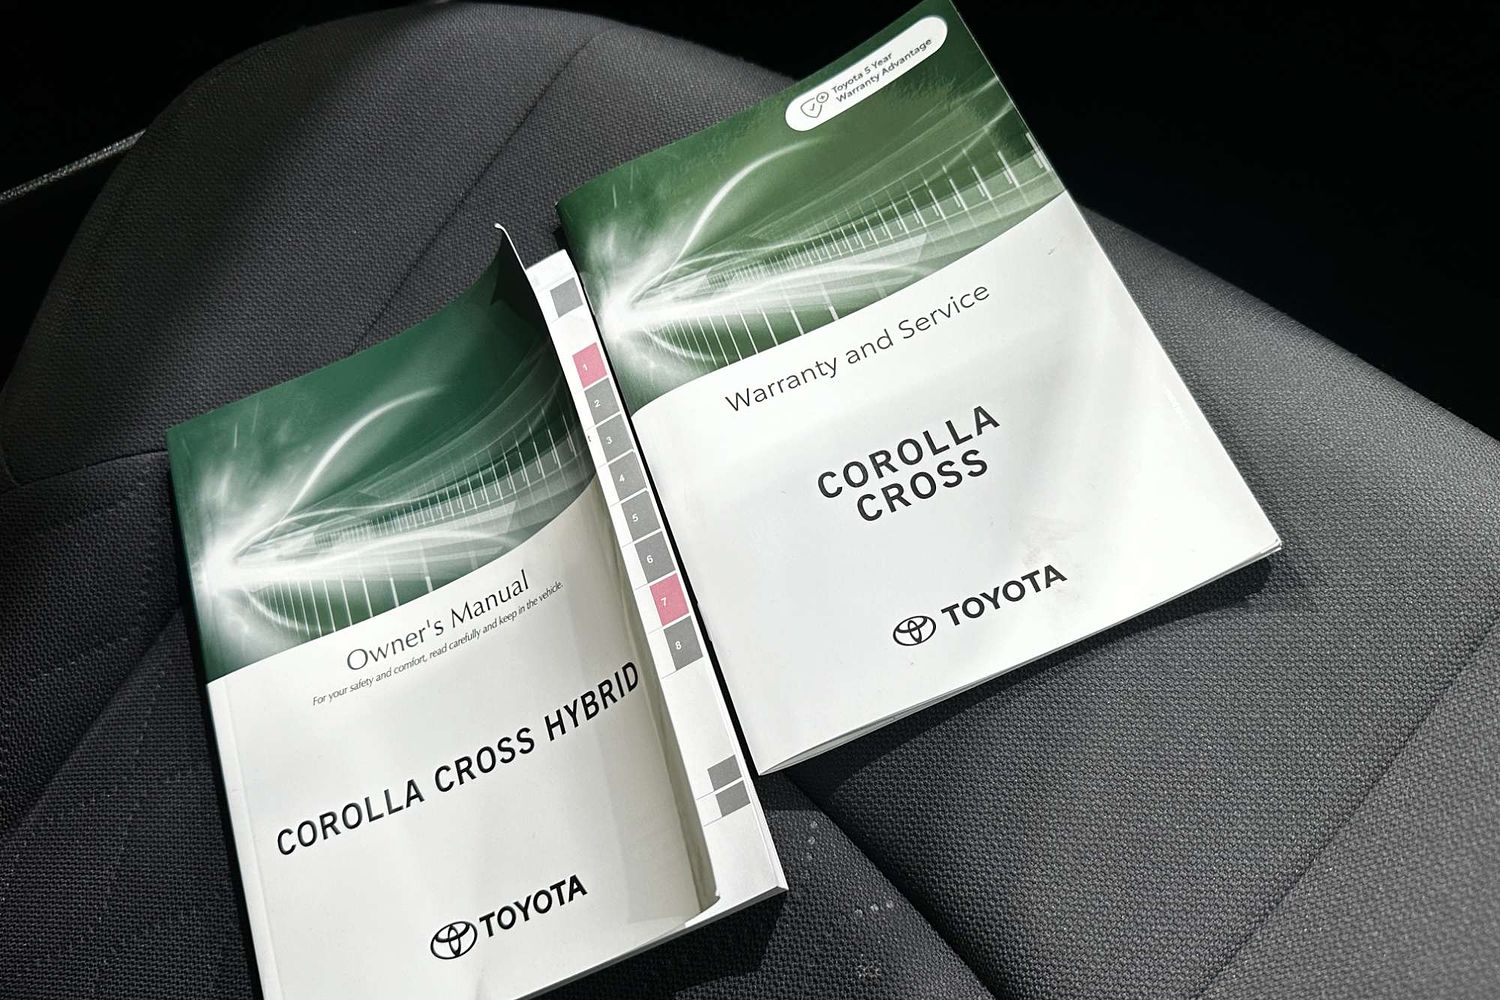 Owner's Manual
For your safety and comfort, read carefully and keep in the vehicle.
COROLLA CROSS HYBRID
TOYOTA
1
2
3
4
5
6
7
8
Toyota 5 Year
Warranty Advantage
Warranty and Service
COROLLA
CROSS
TOYOTA